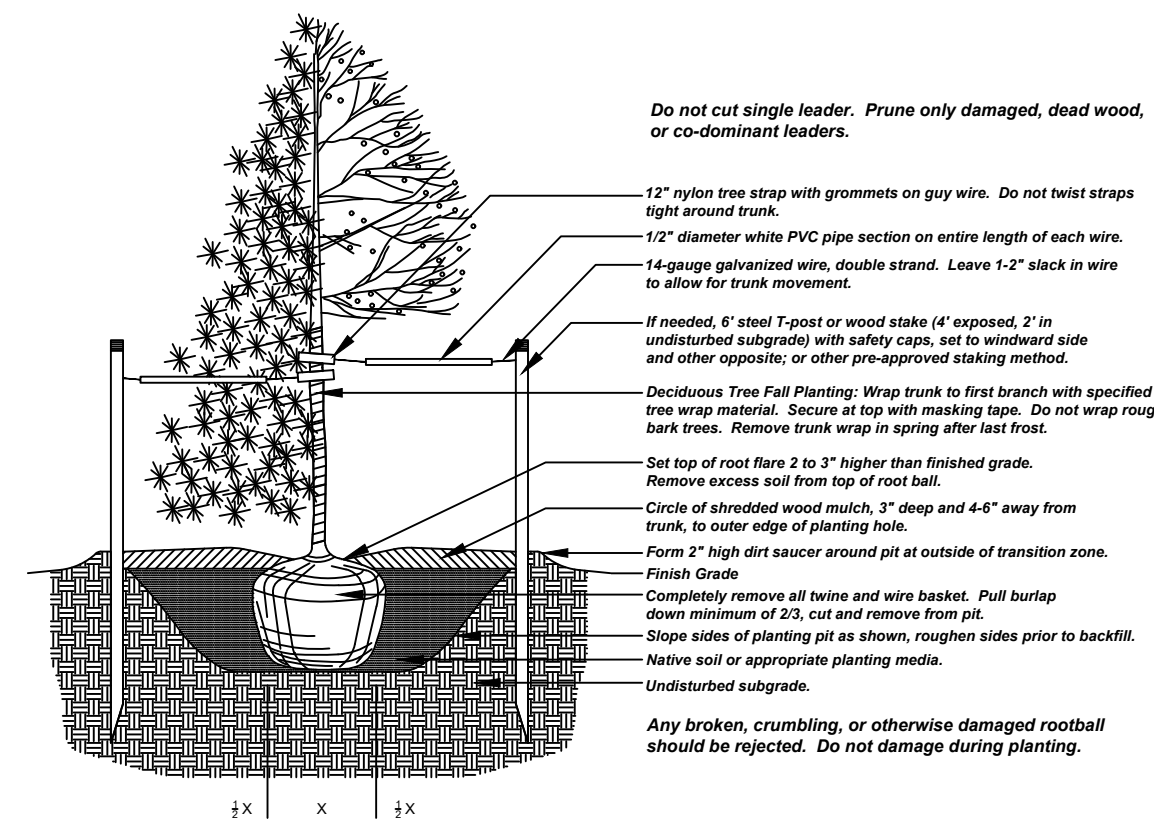 Do not cut single leader.  Prune only damaged, dead wood,
or co-dominant leaders.
12" nylon tree strap with grommets on guy wire.  Do not twist straps
tight around trunk.
1/2" diameter white PVC pipe section on entire length of each wire.
14-gauge galvanized wire, double strand.  Leave 1-2" slack in wire
to allow for trunk movement.
If needed, 6' steel T-post or wood stake (4' exposed, 2' in
undisturbed subgrade) with safety caps, set to windward side
and other opposite; or other pre-approved staking method.
Deciduous Tree Fall Planting: Wrap trunk to first branch with specified
tree wrap material.  Secure at top with masking tape.  Do not wrap roug
bark trees.  Remove trunk wrap in spring after last frost.
Set top of root flare 2 to 3" higher than finished grade.
Remove excess soil from top of root ball.
Circle of shredded wood mulch, 3" deep and 4-6" away from
trunk, to outer edge of planting hole.
Form 2" high dirt saucer around pit at outside of transition zone.
Finish Grade
Completely remove all twine and wire basket.  Pull burlap
down minimum of 2/3, cut and remove from pit.
Slope sides of planting pit as shown, roughen sides prior to backfill.
Native soil or appropriate planting media.
Undisturbed subgrade.
Any broken, crumbling, or otherwise damaged rootball
should be rejected.  Do not damage during planting.
½ X X ½ X